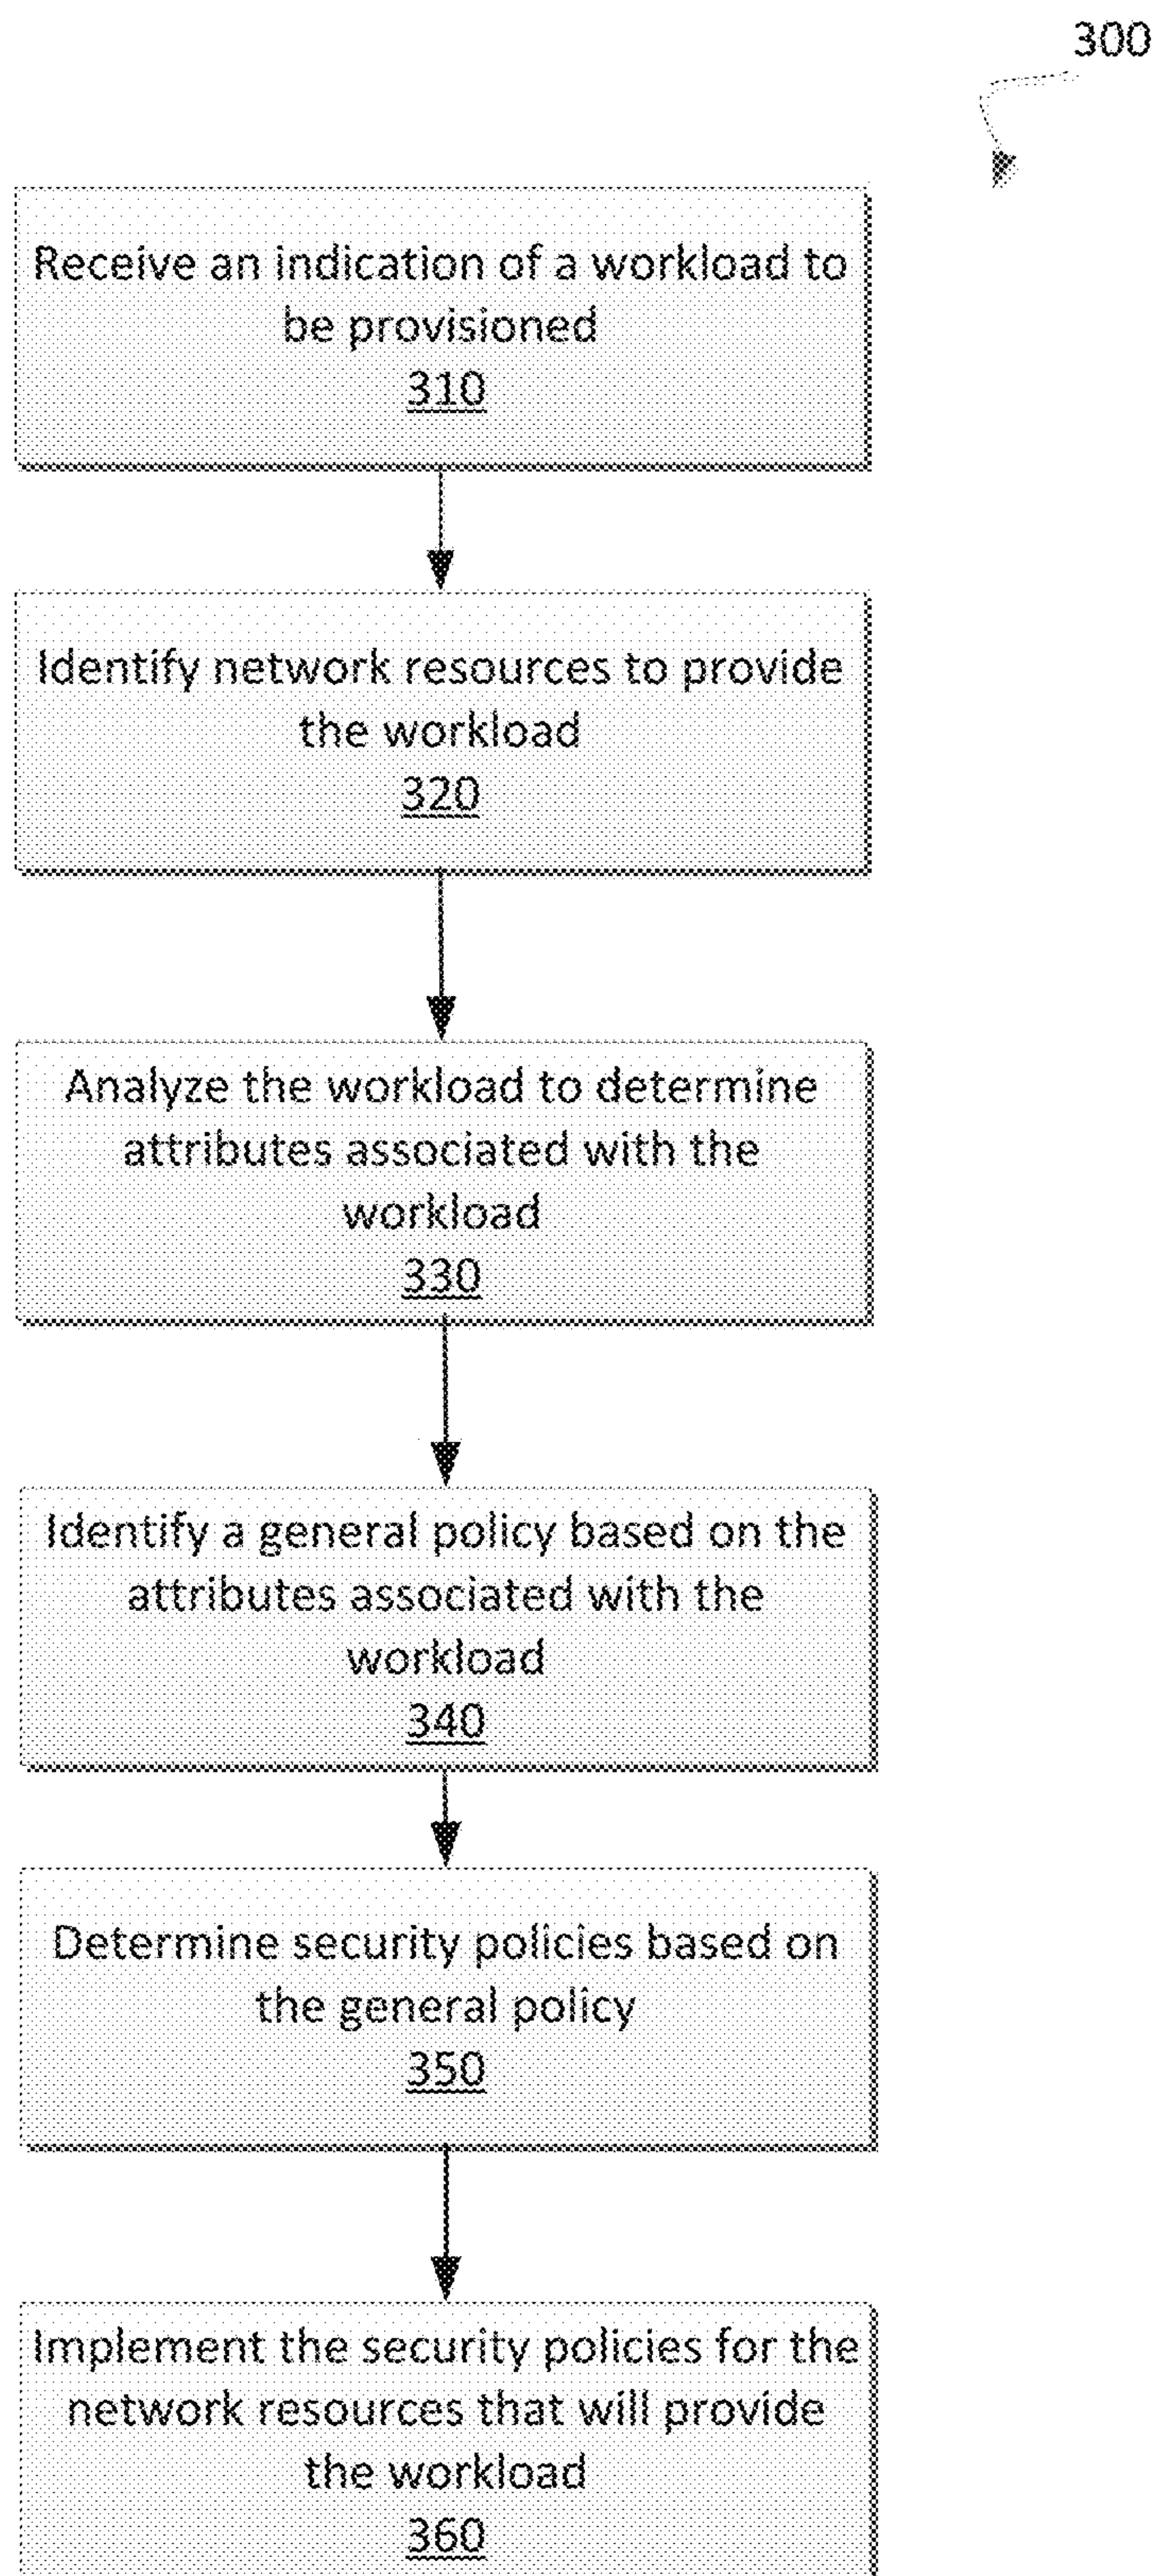 300
Receive an indication of a workload to
be provisioned
310
Identify network resources to provide
the workload
320
Analyze the workload to determine
attributes associated with the
workload
330
Identify a general policy based on the
attributes associated with the
workload
340
Determine security policies based on
the general policy
350
Implement the security policies for the
network resources that will provide
the workload
360